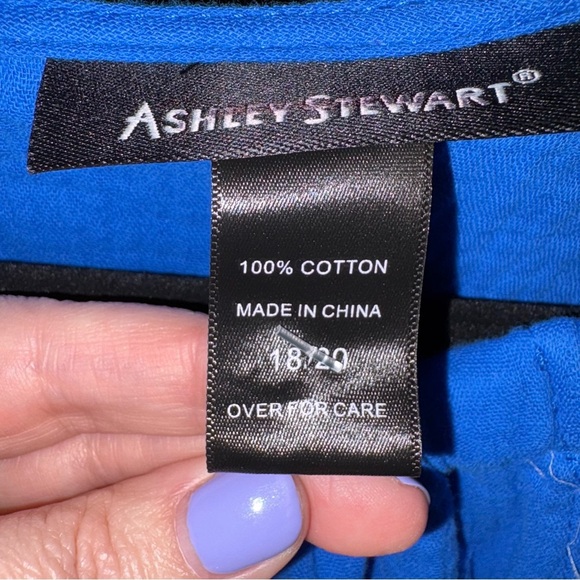 ASHLEY STEWART®
100% COTTON
MADE IN CHINA
18/20
OVER FOR CARE